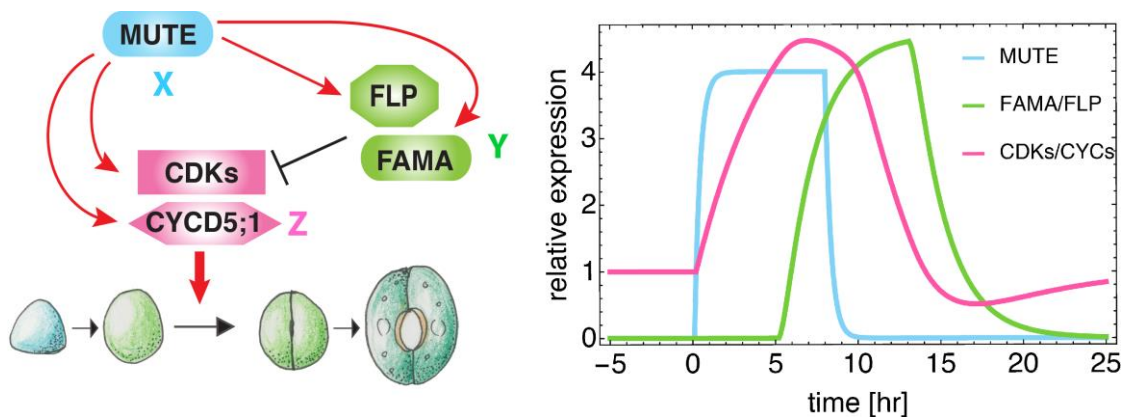 MUTE
X
FLP
FAMA
Y
CDKs
CYCD5;1
Z
relative expression
4
3
2
1
0
−5 0 5 10 15 20 25
time [hr]
MUTE
FAMA/FLP
CDKs/CYCs